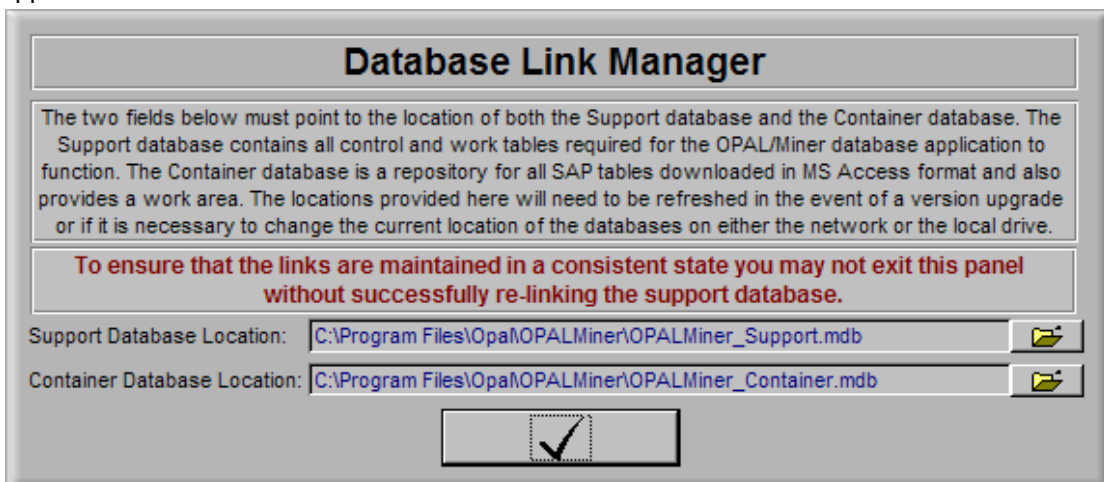 Database Link Manager
The two fields below must point to the location of both the Support database and the Container database. The
Support database contains all control and work tables required for the OPAL/Miner database application to
function. The Container database is a repository for all SAP tables downloaded in MS Access format and also
provides a work area. The locations provided here will need to be refreshed in the event of a version upgrade
or if it is necessary to change the current location of the databases on either the network or the local drive.
To ensure that the links are maintained in a consistent state you may not exit this panel
without successfully re-linking the support database.
Support Database Location: C:\Program Files\Opal\OPALMiner\OPALMiner_Support.mdb
Container Database Location: C:\Program Files\Opal\OPALMiner\OPALMiner_Container.mdb